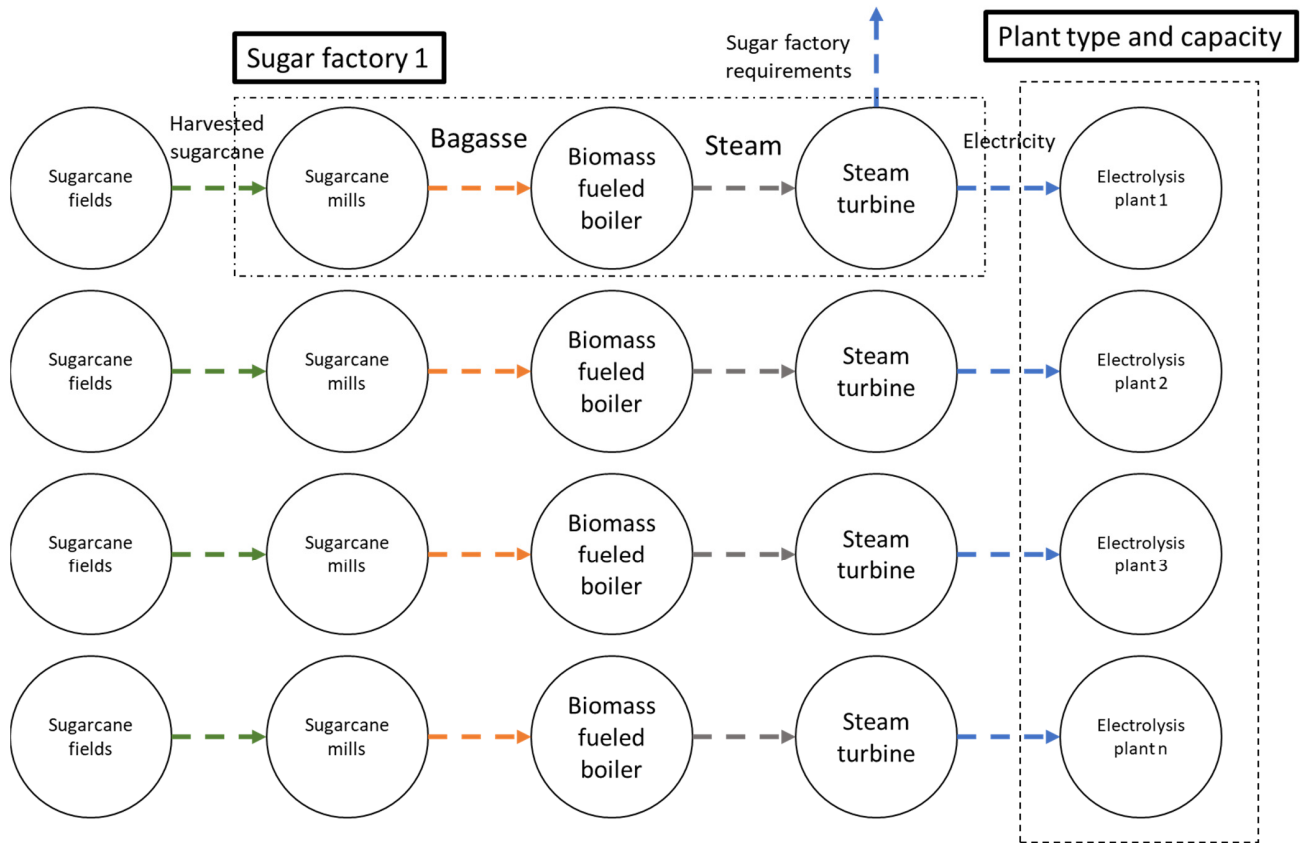 Sugar factory 1
Sugar factory
requirements
Plant type and capacity
Harvested
sugarcane
Bagasse
Steam
Electricity
Sugarcane
fields
Sugarcane
mills
Biomass
fueled
boiler
Steam
turbine
Electrolysis
plant 1
Sugarcane
fields
Sugarcane
mills
Biomass
fueled
boiler
Steam
turbine
Electrolysis
plant 2
Sugarcane
fields
Sugarcane
mills
Biomass
fueled
boiler
Steam
turbine
Electrolysis
plant 3
Sugarcane
fields
Sugarcane
mills
Biomass
fueled
boiler
Steam
turbine
Electrolysis
plant n